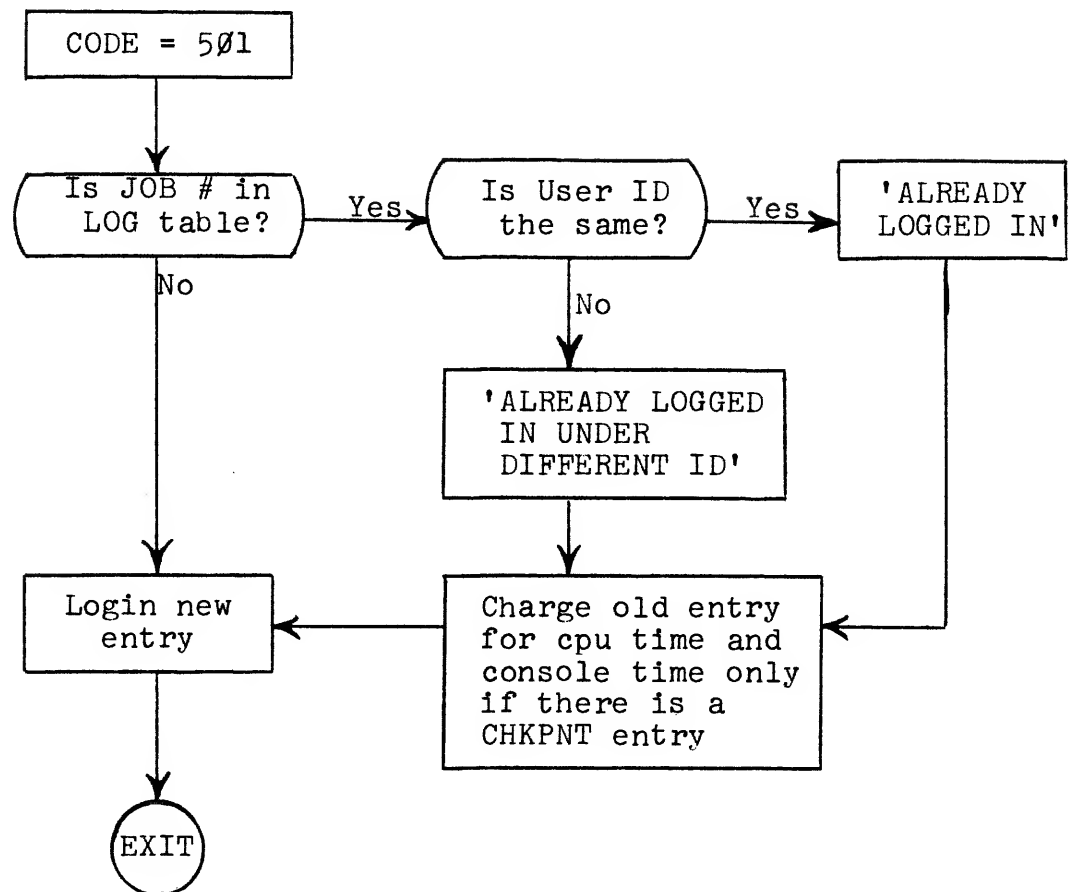 CODE = 5Ø1
Is JOB # in
LOG table?
Yes
Is User ID
the same?
Yes
'ALREADY
LOGGED IN'
No
No
'ALREADY LOGGED
IN UNDER
DIFFERENT ID'
Login new
entry
Charge old entry
for cpu time and
console time only
if there is a
CHKPNT entry
EXIT